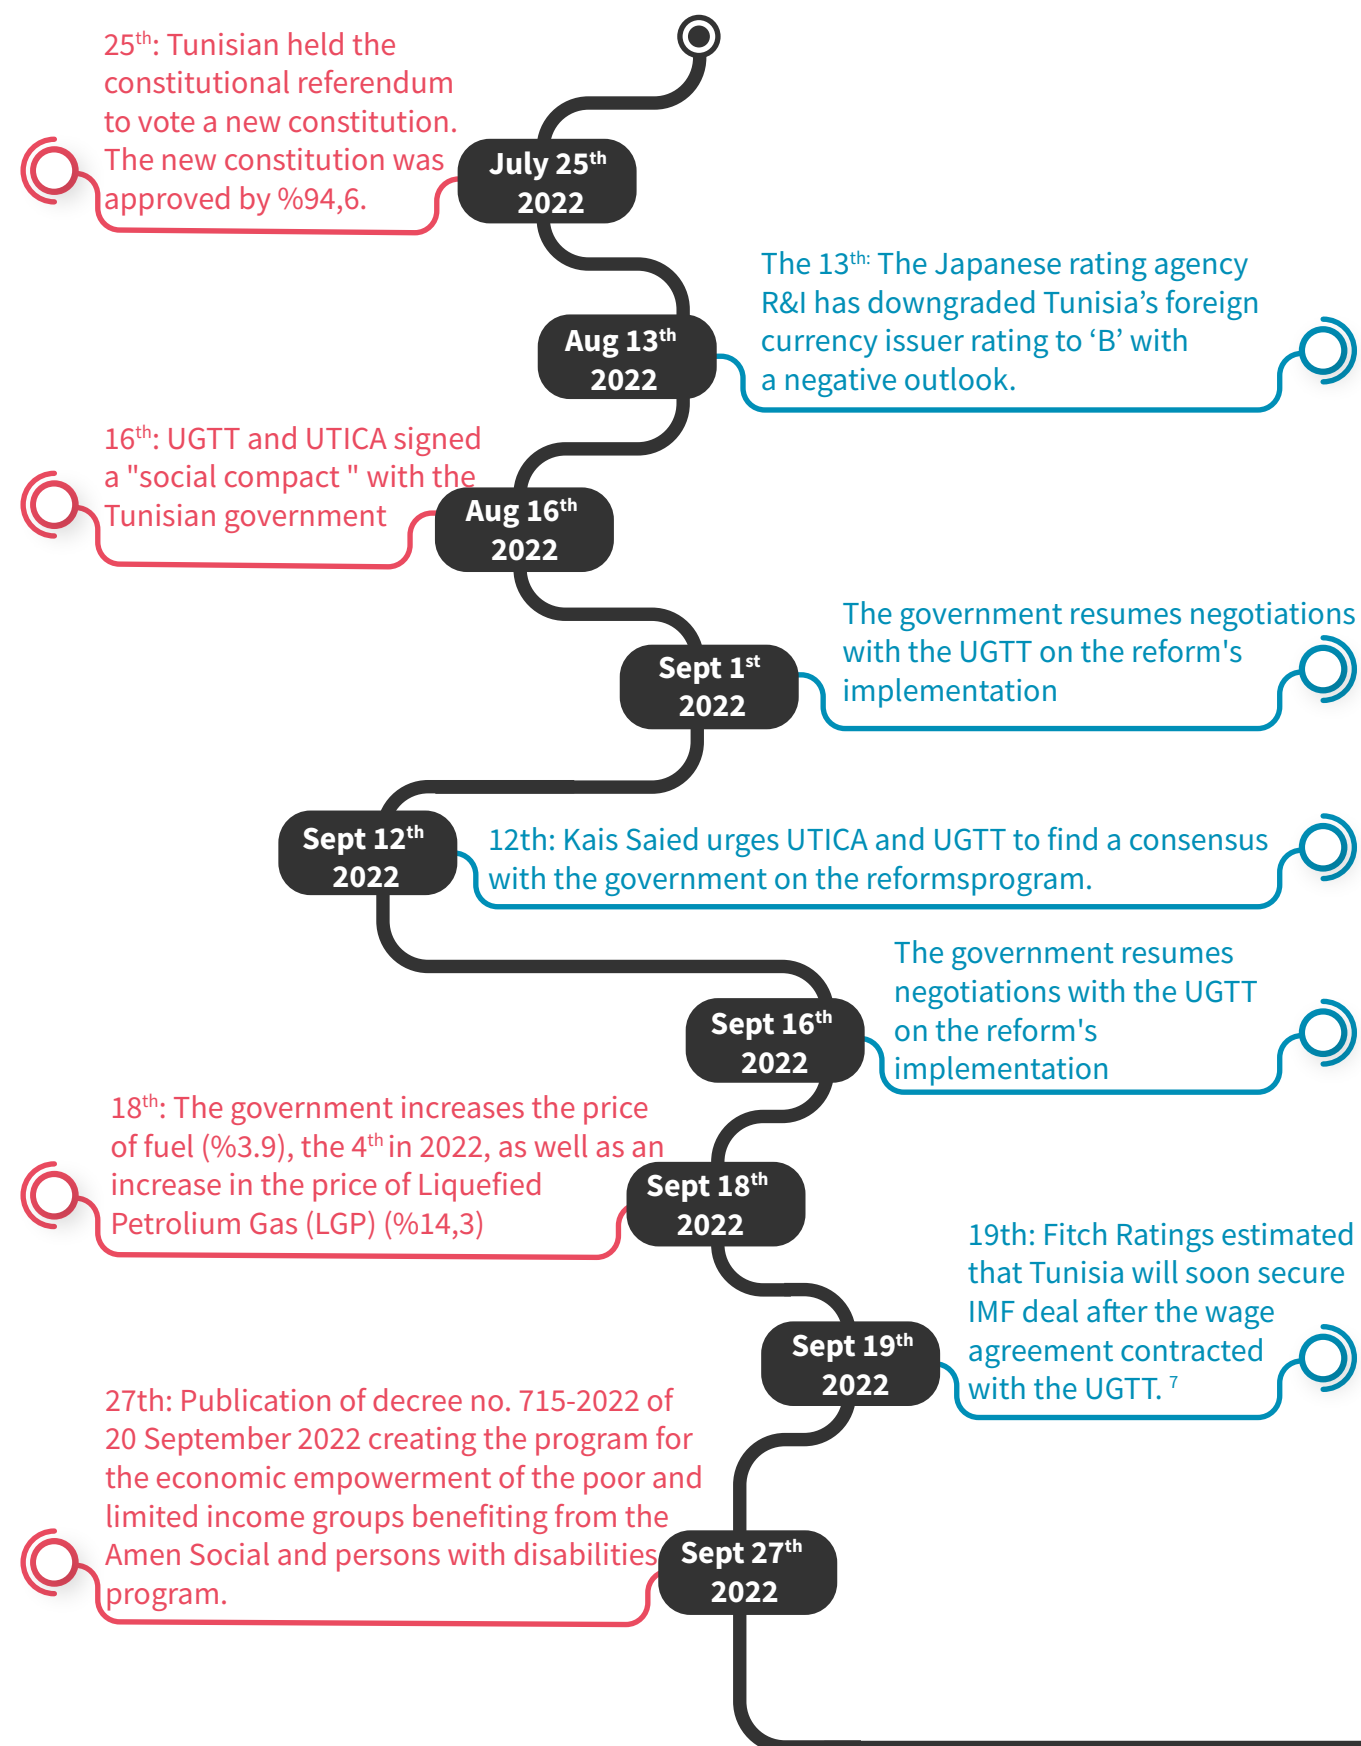 25th: Tunisian held the
constitutional referendum
to vote a new constitution.
The new constitution was
approved by %94,6.
July 25th
2022
The 13th: The Japanese rating agency
R&I has downgraded Tunisia’s foreign
currency issuer rating to ‘B’ with
a negative outlook.
Aug 13th
2022
16th: UGTT and UTICA signed
a "social compact " with the
Tunisian government
Aug 16th
2022
The government resumes negotiations
with the UGTT on the reform's
implementation
Sept 1st
2022
Sept 12th
2022
12th: Kais Saied urges UTICA and UGTT to find a consensus
with the government on the reformsprogram.
The government resumes
negotiations with the UGTT
on the reform's
implementation
Sept 16th
2022
18th: The government increases the price
of fuel (%3.9), the 4th in 2022, as well as an
increase in the price of Liquefied
Petrolium Gas (LGP) (%14,3)
Sept 18th
2022
19th: Fitch Ratings estimated
that Tunisia will soon secure
IMF deal after the wage
agreement contracted
with the UGTT. 7
Sept 19th
2022
27th: Publication of decree no. 715-2022 of
20 September 2022 creating the program for
the economic empowerment of the poor and
limited income groups benefiting from the
Amen Social and persons with disabilities
program.
Sept 27th
2022